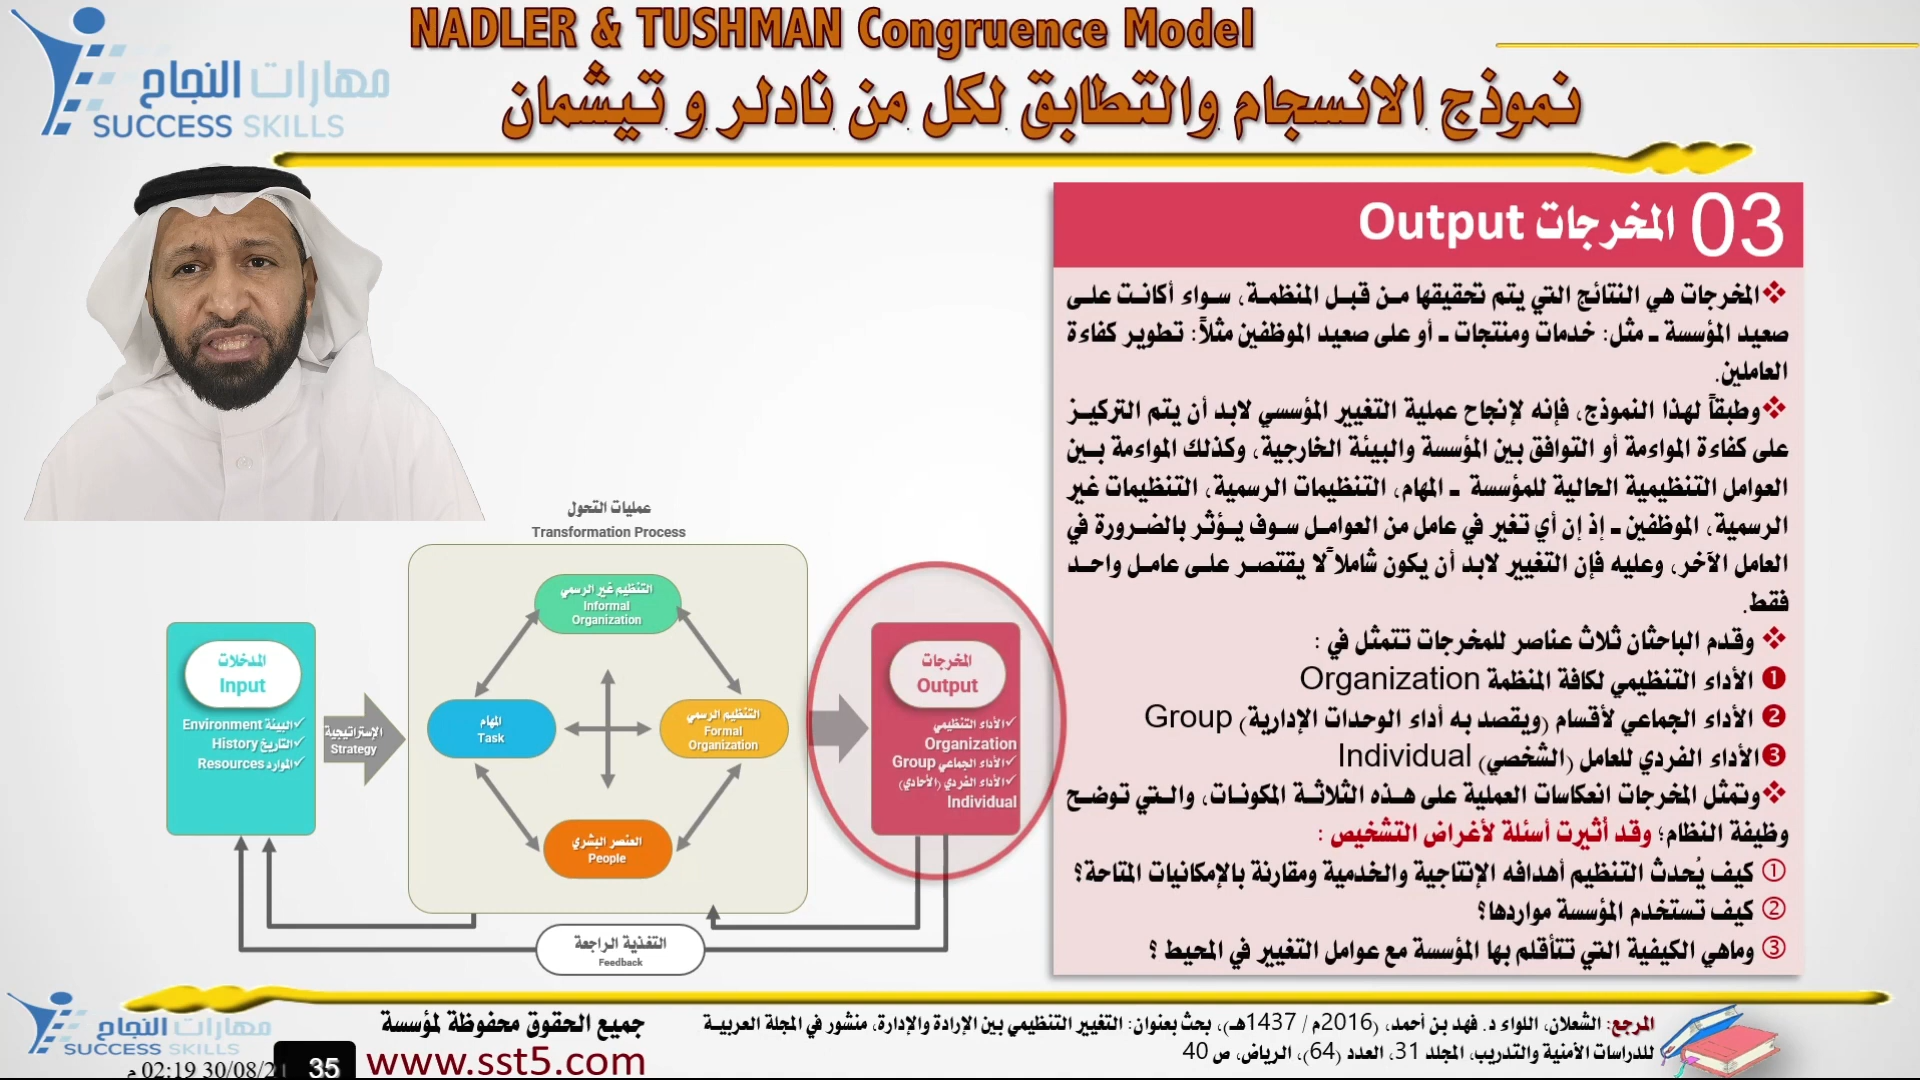 NADLER & TUSHMAN Congruence Model
نموذج الانسجام والتطابق لكل من نادلر و تيشمان
مهارات النجاح
SUCCESS SKILLS
03 المخرجات Output
❖المخرجات هي النتائج التي يتم تحقيقها من قبل المنظمة، سواء أكانت على
صعيد المؤسسة ـ مثل: خدمات ومنتجات ـ أو على صعيد الموظفين مثلاً: تطوير كفاءة
العاملين.
❖وطبقاً لهذا النموذج، فإنه لإنجاح عملية التغيير المؤسسي لابد أن يتم التركيز
على كفاءة المواءمة أو التوافق بين المؤسسة والبيئة الخارجية، وكذلك المواءمة بين
العوامل التنظيمية الحالية للمؤسسة ـ المهام، التنظيمات الرسمية، التنظيمات غير
الرسمية، الموظفين ـ إذ إن أي تغير في عامل من العوامل سوف يؤثر بالضرورة في
العامل الآخر، وعليه فإن التغيير لابد أن يكون شاملاً لا يقتصر على عامل واحد
فقط.
❖ وقدم الباحثان ثلاث عناصر للمخرجات تتمثل في :
❶ الأداء التنظيمي لكافة المنظمة Organization
❷ الأداء الجماعي لأقسام (ويقصد به أداء الوحدات الإدارية) Group
❸ الأداء الفردي للعامل (الشخصي) Individual
❖وتمثل المخرجات انعكاسات العملية على هذه الثلاثة المكونات، والتي توضح
وظيفة النظام؛ وقد أثيرت أسئلة لأغراض التشخيص :
① كيف يُحدث التنظيم أهدافه الإنتاجية والخدمية ومقارنة بالإمكانيات المتاحة؟
② كيف تستخدم المؤسسة مواردها؟
③ وماهي الكيفية التي تتأقلم بها المؤسسة مع عوامل التغيير في المحيط ؟
عمليات التحول
Transformation Process
التنظيم غير الرسمي
Informal
Organization
المهام
Task
التنظيم الرسمي
Formal
Organization
العنصر البشري
People
المدخلات
Input
✓البيئة Environment
✓التاريخ History
✓الموارد Resources
الإستراتيجية
Strategy
المخرجات
Output
✓الأداء التنظيمي
Organization
✓الأداء الجماعي Group
✓الأداء الفردي (الأحادي)
Individual
التغذية الراجعة
Feedback
المرجع: الشعلان، اللواء د. فهد بن أحمد، (2016م / 1437هـ)، بحث بعنوان: التغيير التنظيمي بين الإرادة والإدارة، منشور في المجلة العربية
للدراسات الأمنية والتدريب، المجلد 31، العدد (64)، الرياض، ص 40
جميع الحقوق محفوظة لمؤسسة
www.sst5.com
مهارات النجاح
SUCCESS SKILLS
35
02:19 30/08/2 م